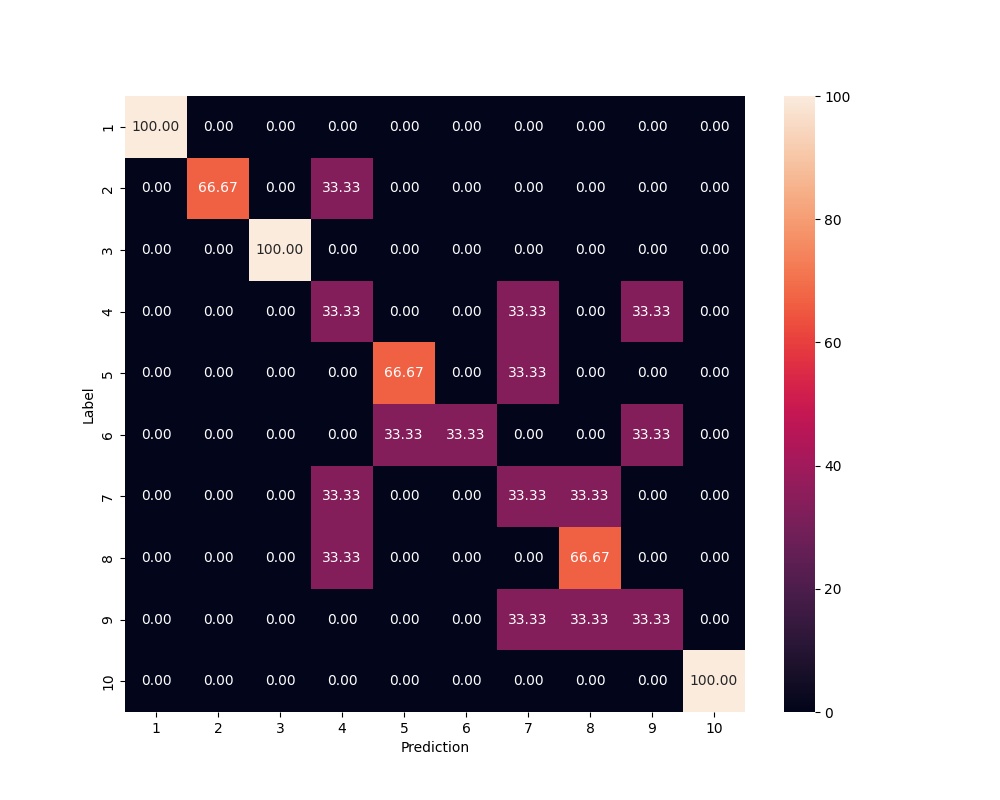 1 100.00 0.00 0.00 0.00 0.00 0.00 0.00 0.00 0.00 0.00
2 0.00 66.67 0.00 33.33 0.00 0.00 0.00 0.00 0.00 0.00
3 0.00 0.00 100.00 0.00 0.00 0.00 0.00 0.00 0.00 0.00
4 0.00 0.00 0.00 33.33 0.00 0.00 33.33 0.00 33.33 0.00
5 0.00 0.00 0.00 0.00 66.67 0.00 33.33 0.00 0.00 0.00
6 0.00 0.00 0.00 0.00 33.33 33.33 0.00 0.00 33.33 0.00
7 0.00 0.00 0.00 33.33 0.00 0.00 33.33 33.33 0.00 0.00
8 0.00 0.00 0.00 33.33 0.00 0.00 0.00 66.67 0.00 0.00
9 0.00 0.00 0.00 0.00 0.00 0.00 33.33 33.33 33.33 0.00
10 0.00 0.00 0.00 0.00 0.00 0.00 0.00 0.00 0.00 100.00
1 2 3 4 5 6 7 8 9 10
Prediction
Label
100
80
60
40
20
0